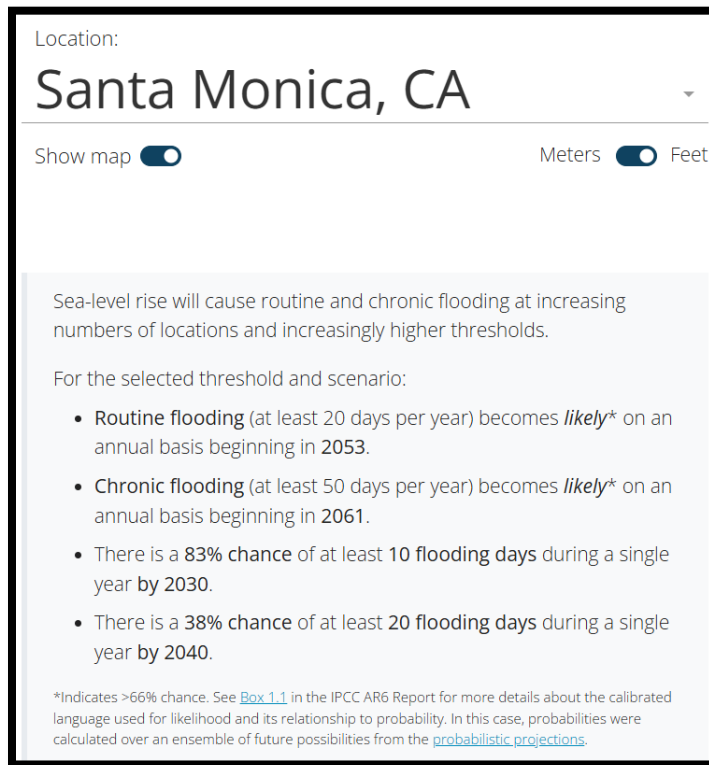 Location:
Santa Monica, CA
Show map
Meters Feet
Sea-level rise will cause routine and chronic flooding at increasing
numbers of locations and increasingly higher thresholds.
For the selected threshold and scenario:
• Routine flooding (at least 20 days per year) becomes likely* on an
annual basis beginning in 2053.
• Chronic flooding (at least 50 days per year) becomes likely* on an
annual basis beginning in 2061.
• There is a 83% chance of at least 10 flooding days during a single
year by 2030.
• There is a 38% chance of at least 20 flooding days during a single
year by 2040.
*Indicates >66% chance. See Box 1.1 in the IPCC AR6 Report for more details about the calibrated
language used for likelihood and its relationship to probability. In this case, probabilities were
calculated over an ensemble of future possibilities from the probabilistic projections.